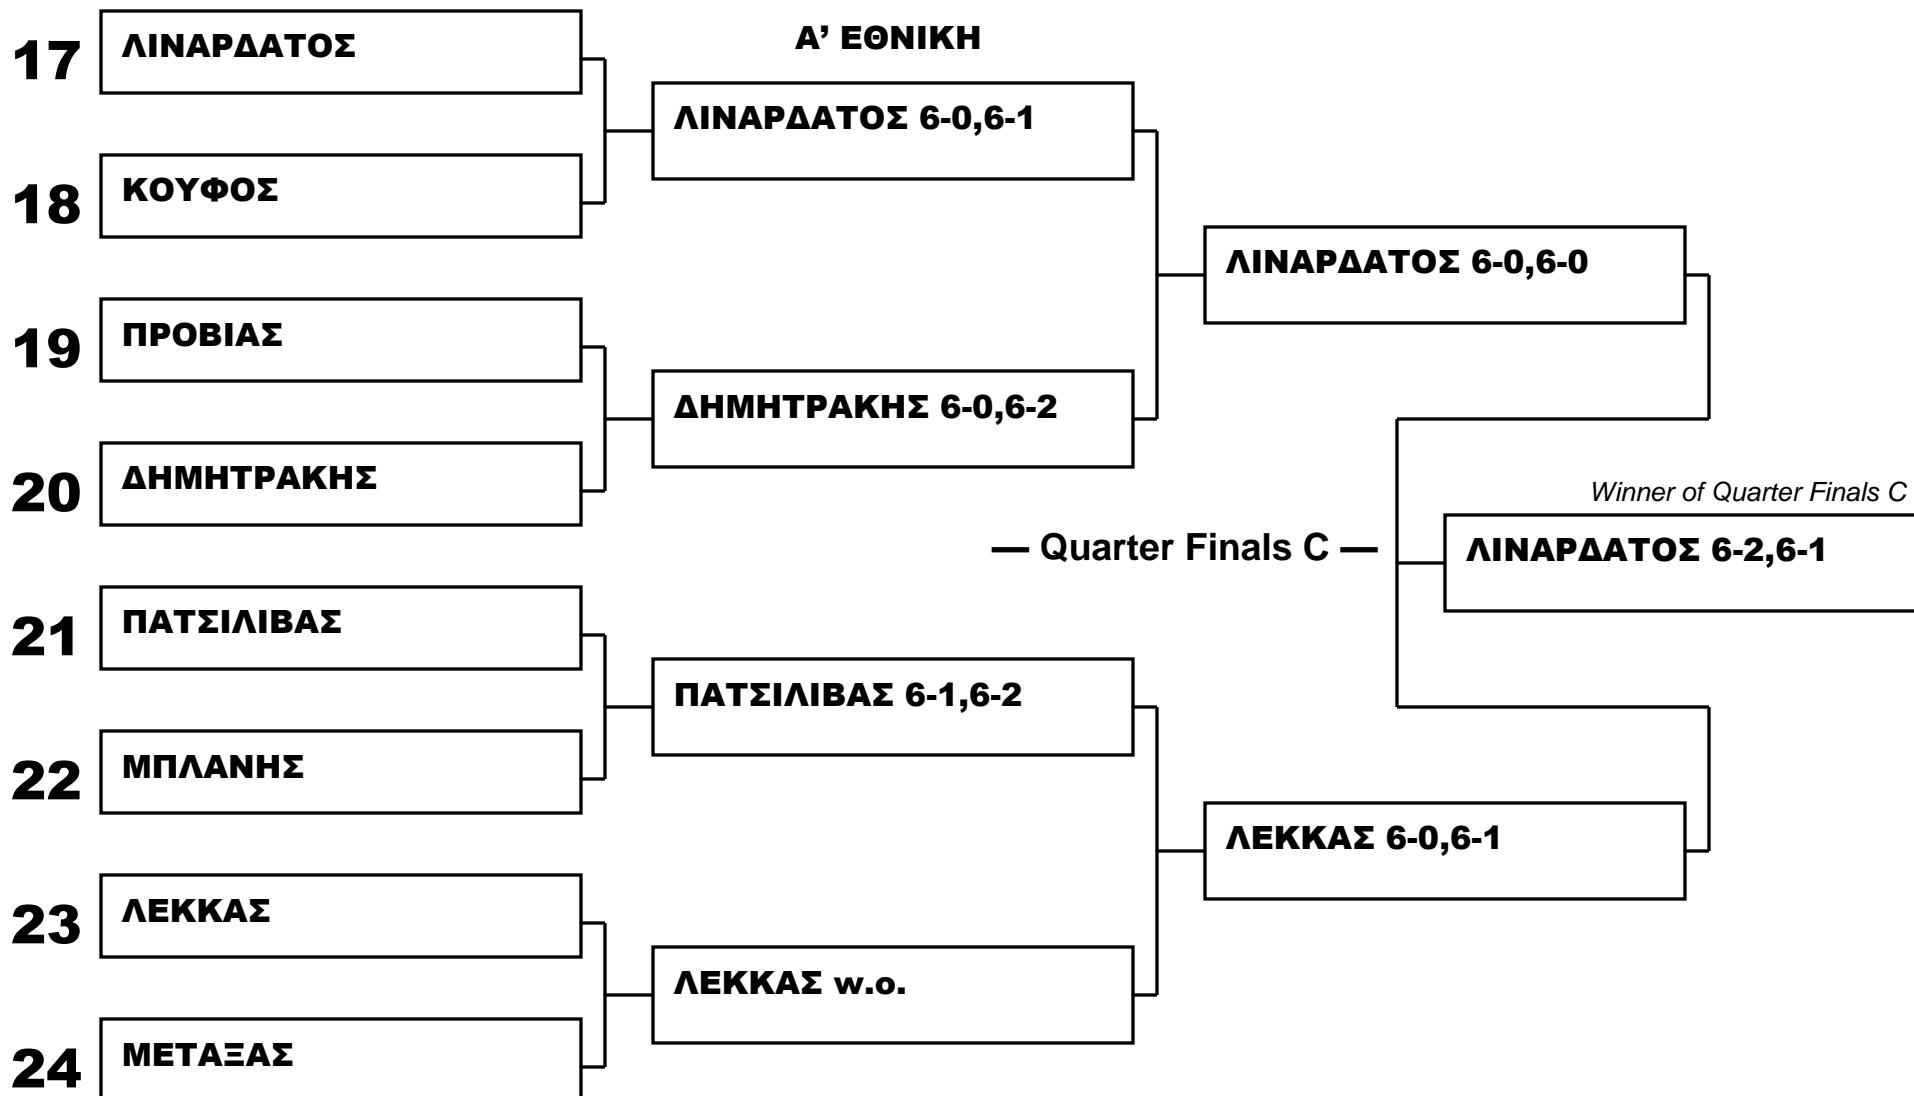 Α’ ΕΘΝΙΚΗ
17
ΛΙΝΑΡΔΑΤΟΣ
ΛΙΝΑΡΔΑΤΟΣ 6-0,6-1
18
ΚΟΥΦΟΣ
ΛΙΝΑΡΔΑΤΟΣ 6-0,6-0
19
ΠΡΟΒΙΑΣ
ΔΗΜΗΤΡΑΚΗΣ 6-0,6-2
20
ΔΗΜΗΤΡΑΚΗΣ
Winner of Quarter Finals C
— Quarter Finals C —
ΛΙΝΑΡΔΑΤΟΣ 6-2,6-1
21
ΠΑΤΣΙΛΙΒΑΣ
ΠΑΤΣΙΛΙΒΑΣ 6-1,6-2
22
ΜΠΛΑΝΗΣ
ΛΕΚΚΑΣ 6-0,6-1
23
ΛΕΚΚΑΣ
ΛΕΚΚΑΣ w.o.
24
ΜΕΤΑΞΑΣ